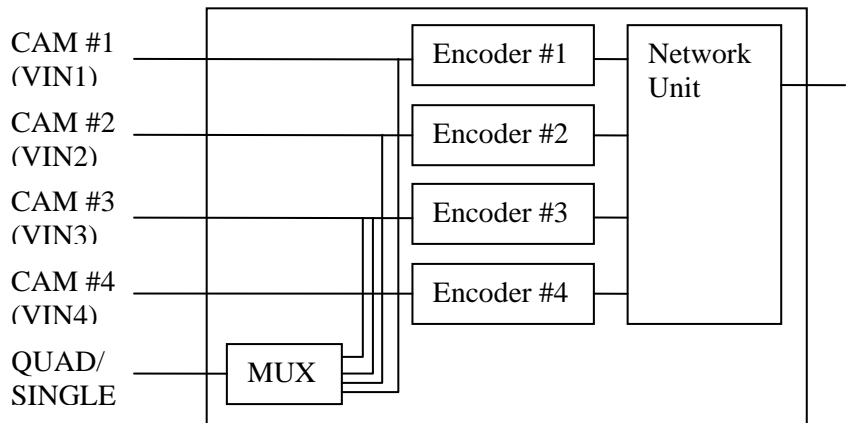 CAM #1
(VIN1)
Encoder #1
Network
Unit
CAM #2
(VIN2)
Encoder #2
CAM #3
(VIN3)
Encoder #3
CAM #4
(VIN4)
Encoder #4
QUAD/
SINGLE
MUX